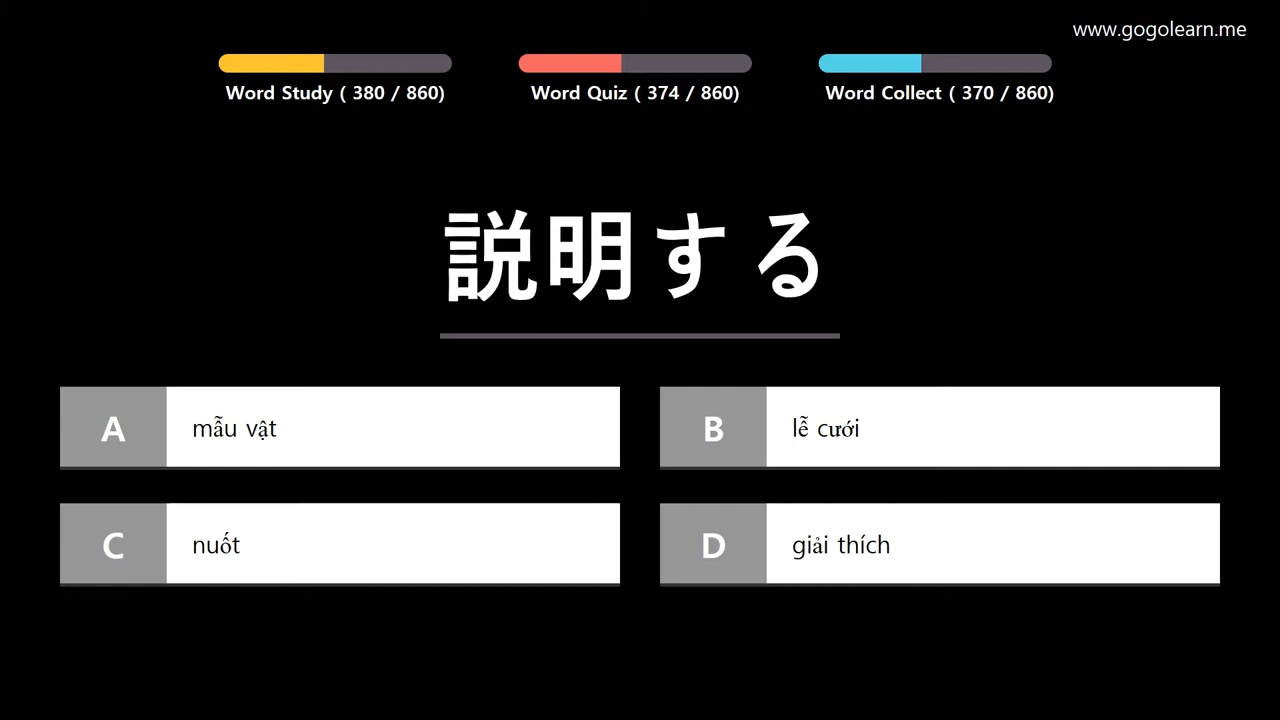 www.gogolearn.me
Word Study ( 380 / 860)
Word Quiz ( 374 / 860)
Word Collect ( 370 / 860)
説明する
A
mẫu vật
B
lễ cưới
C
nuốt
D
giải thích